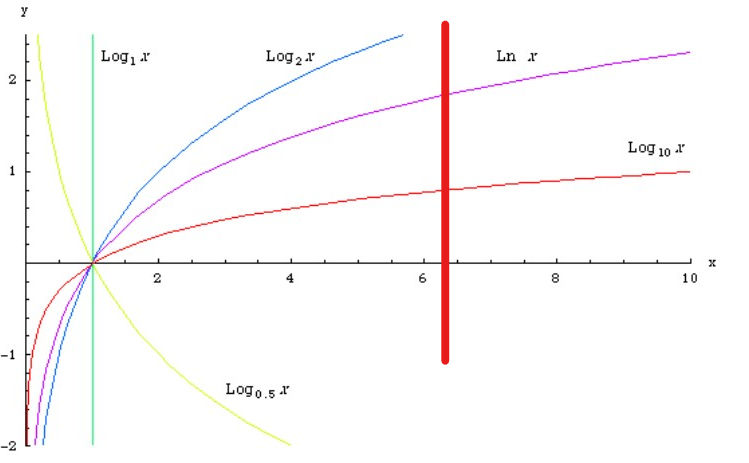 y
Log₁ x
Log₂ x
Ln x
2
Log₁₀ x
1
x
2
4
6
8
10
-1
Log₀.₅ x
-2